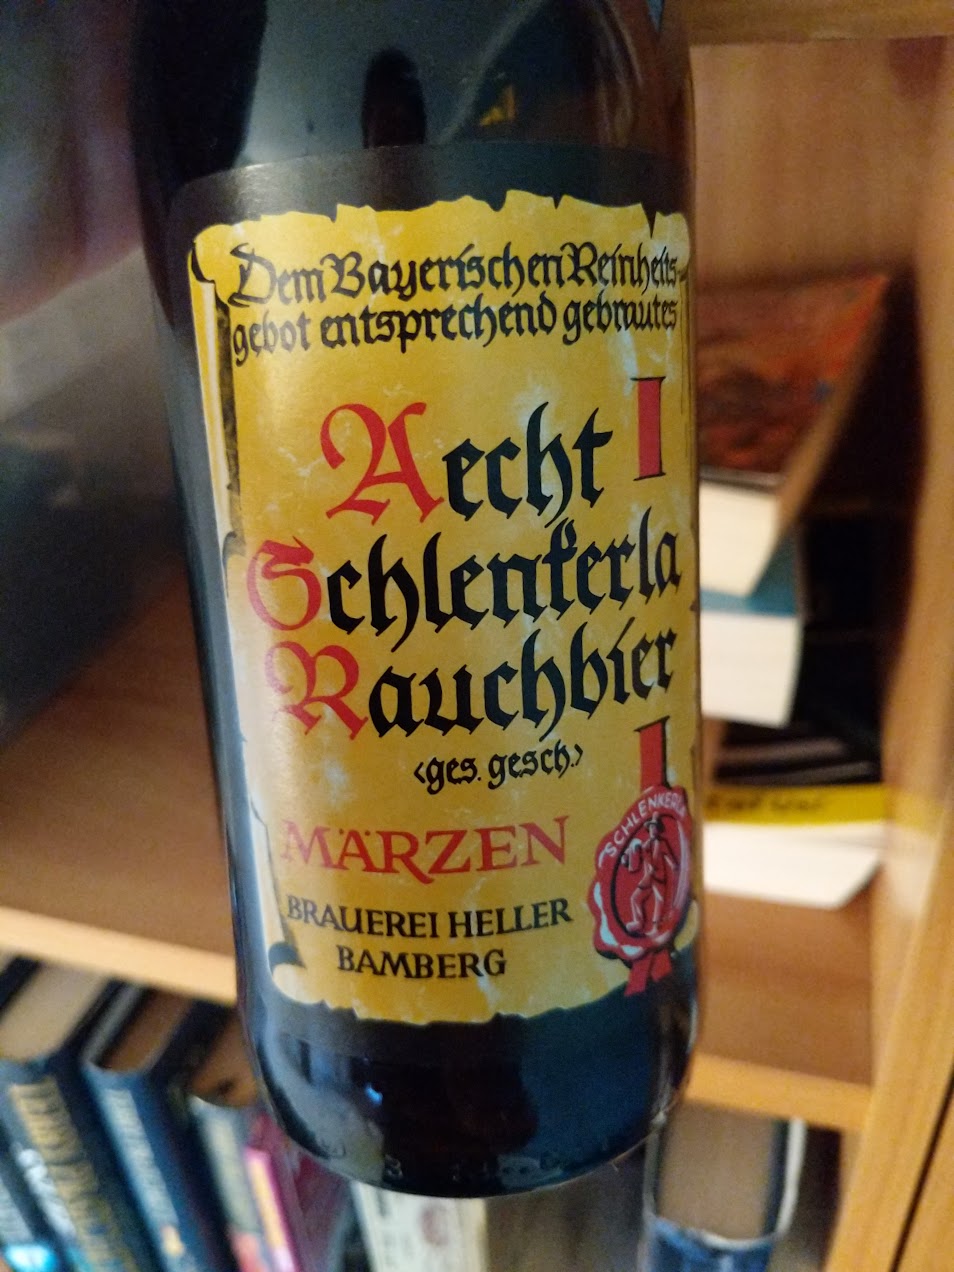 Dem Bayerischen Reinheits-
gebot entsprechend gebrautes
Aecht
Schlenkerla
Rauchbier
<ges. gesch.>
MÄRZEN
BRAUEREI HELLER
BAMBERG
SCHLENKERLA